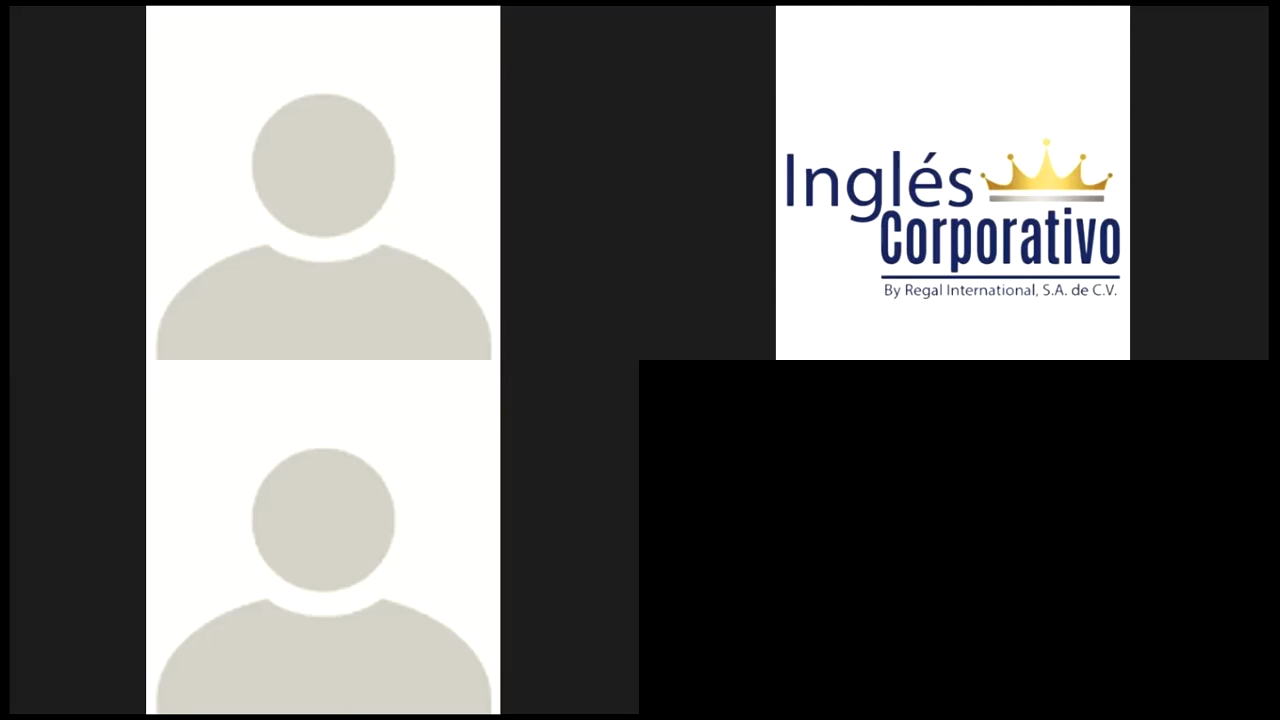 Inglés
Corporativo
By Regal International, S.A. de C.V.